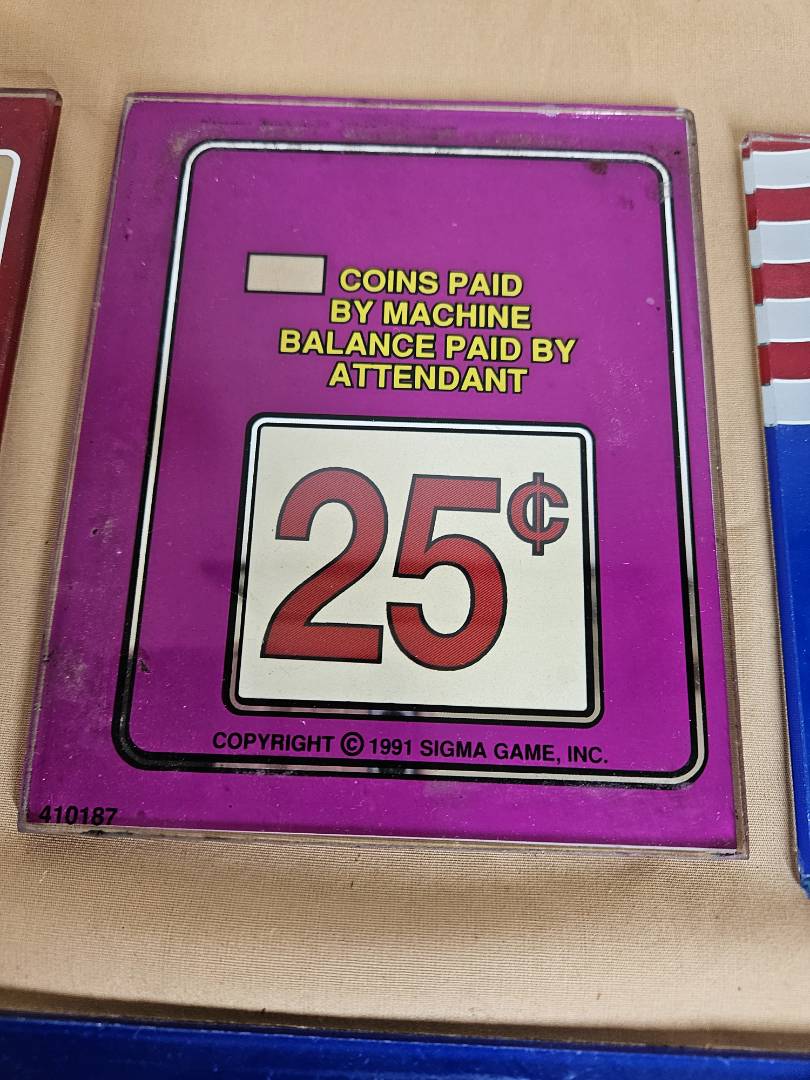 COINS PAID
BY MACHINE
BALANCE PAID BY
ATTENDANT
25¢
COPYRIGHT © 1991 SIGMA GAME, INC.
410187